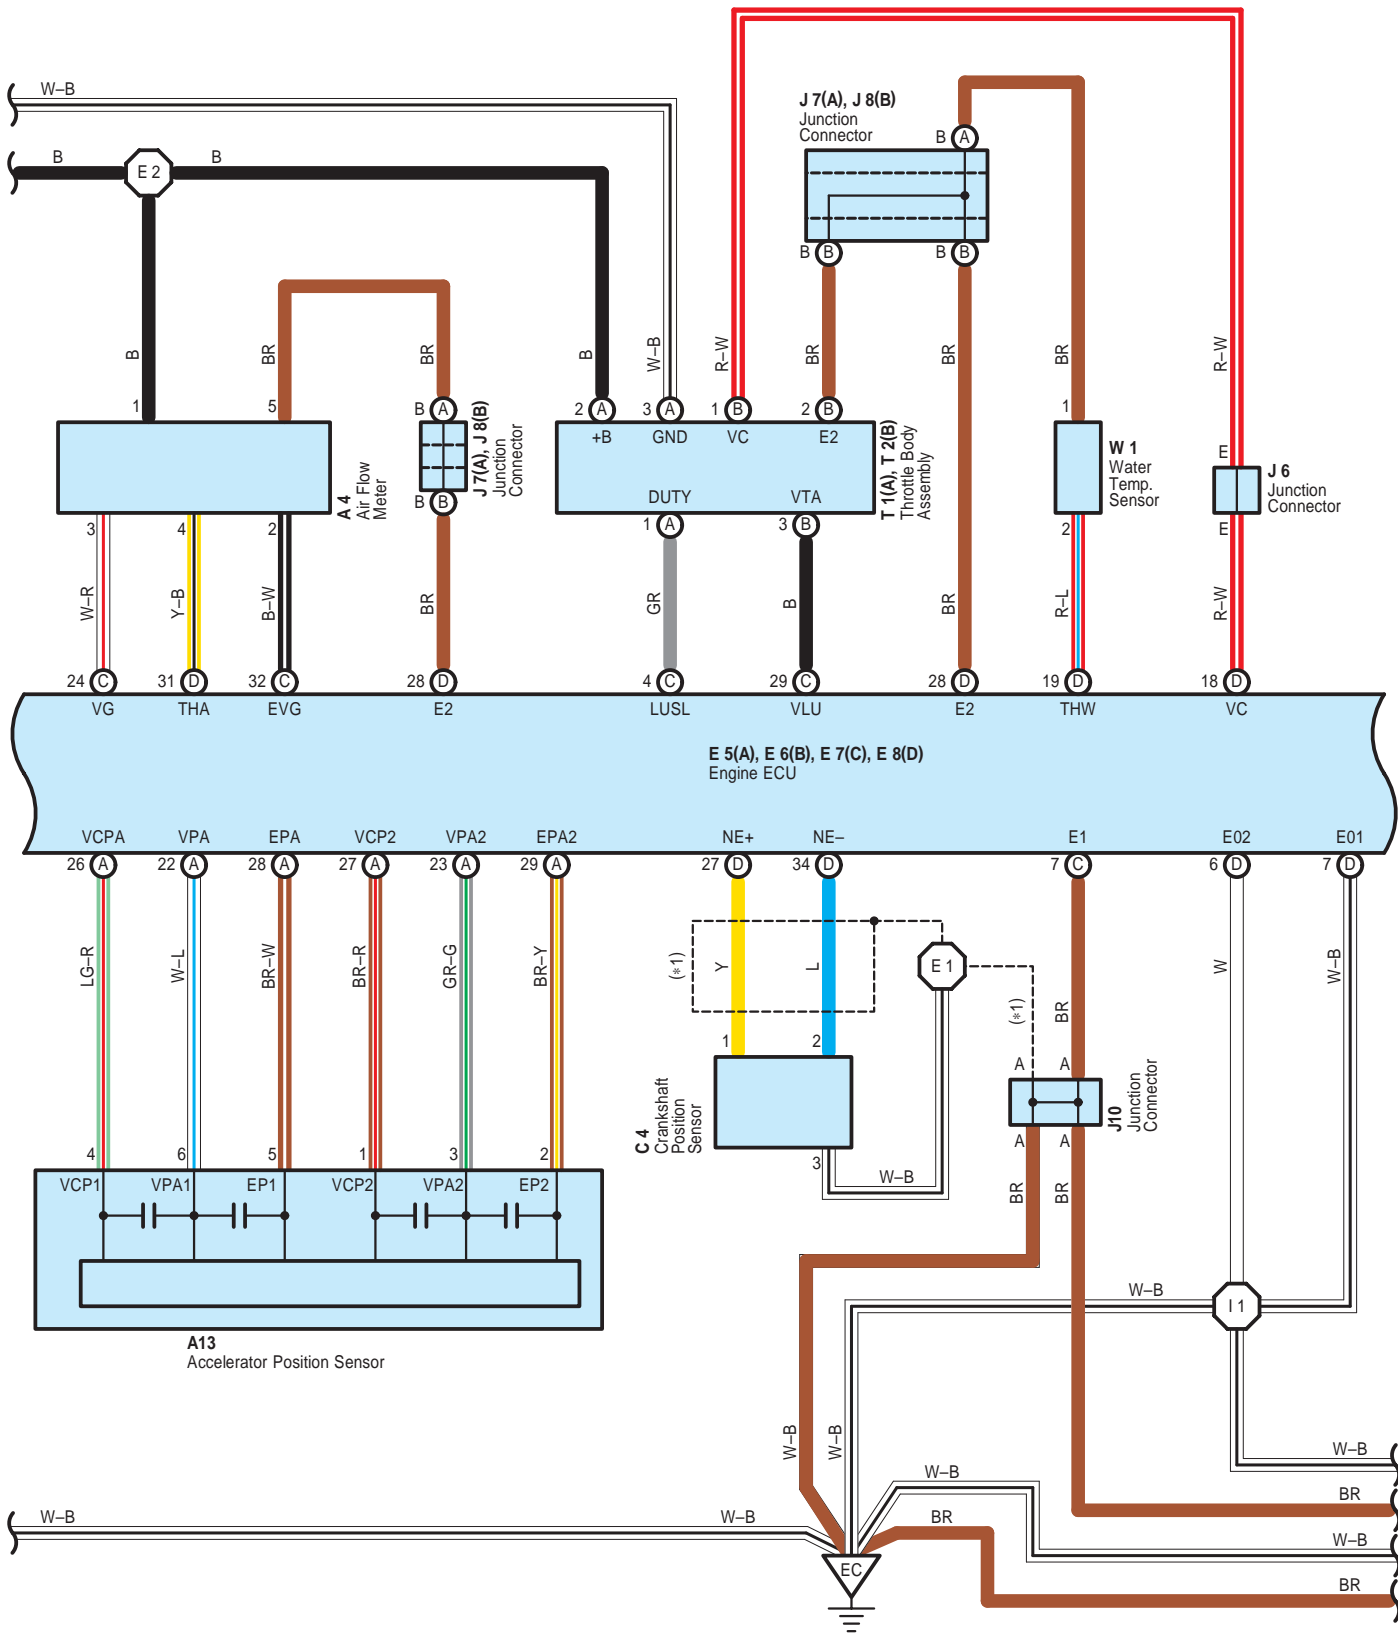 W–B
B
E 2
B
J 7(A), J 8(B)
Junction
Connector
B
A
B
B
B
B
B
BR
BR
B
W–B
R–W
BR
BR
BR
R–W
1
5
B
A
2
A
3
A
1
B
2
B
1
E
+B
GND
VC
E2
DUTY
VTA
A 4
Air Flow
Meter
J 7(A), J 8(B)
Junction
Connector
T 1(A), T 2(B)
Throttle Body
Assembly
W 1
Water
Temp.
Sensor
J 6
Junction
Connector
3
4
2
B
B
1
A
3
B
2
E
W–R
Y–B
B–W
BR
GR
B
R–L
R–W
24
C
31
D
32
C
28
D
4
C
29
C
28
D
19
D
18
D
VG
THA
EVG
E2
LUSL
VLU
E2
THW
VC
E 5(A), E 6(B), E 7(C), E 8(D)
Engine ECU
VCPA
VPA
EPA
VCP2
VPA2
EPA2
NE+
NE–
E1
E02
E01
26
A
22
A
28
A
27
A
23
A
29
A
27
D
34
D
7
C
6
D
7
D
LG–R
W–L
BR–W
BR–R
GR–G
BR–Y
(*1)
Y
L
E 1
(*1)
BR
W
W–B
1
2
C 4
Crankshaft
Position
Sensor
3
W–B
A
A
J10
Junction
Connector
A
A
BR
BR
4
6
5
1
3
2
VCP1
VPA1
EP1
VCP2
VPA2
EP2
A13
Accelerator Position Sensor
W–B
I 1
W–B
W–B
W–B
W–B
BR
W–B
W–B
W–B
BR
W–B
BR
EC